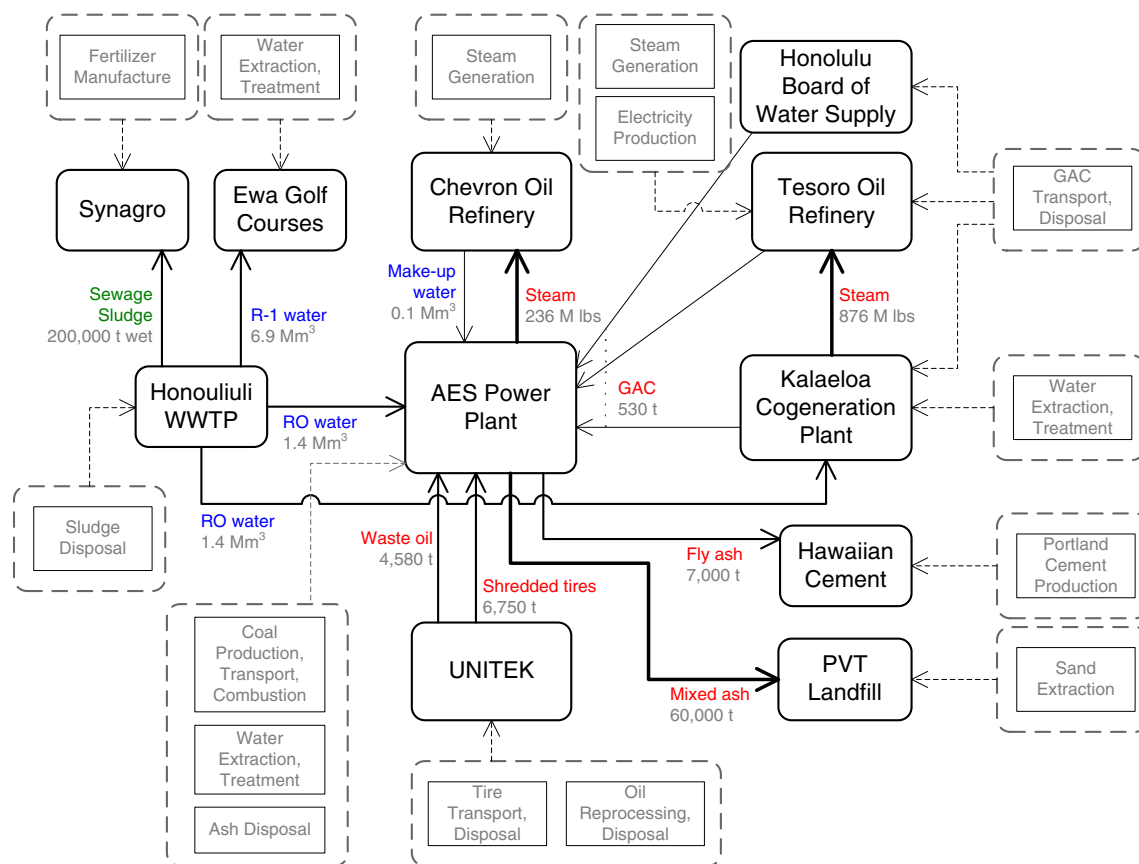 Fertilizer
Manufacture
Water
Extraction,
Treatment
Steam
Generation
Steam
Generation
Electricity
Production
Honolulu
Board of
Water Supply
Synagro
Ewa Golf
Courses
Chevron Oil
Refinery
Tesoro Oil
Refinery
GAC
Transport,
Disposal
Sewage
Sludge
200,000 t wet
R-1 water
6.9 Mm³
Make-up
water
0.1 Mm³
Steam
236 M lbs
Steam
876 M lbs
Honouliuli
WWTP
RO water
1.4 Mm³
AES Power
Plant
GAC
530 t
Kalaeloa
Cogeneration
Plant
Water
Extraction,
Treatment
Sludge
Disposal
RO water
1.4 Mm³
Waste oil
4,580 t
Shredded tires
6,750 t
Fly ash
7,000 t
Hawaiian
Cement
Portland
Cement
Production
Coal
Production,
Transport,
Combustion
Water
Extraction,
Treatment
Ash Disposal
UNITEK
Mixed ash
60,000 t
PVT
Landfill
Sand
Extraction
Tire
Transport,
Disposal
Oil
Reprocessing,
Disposal